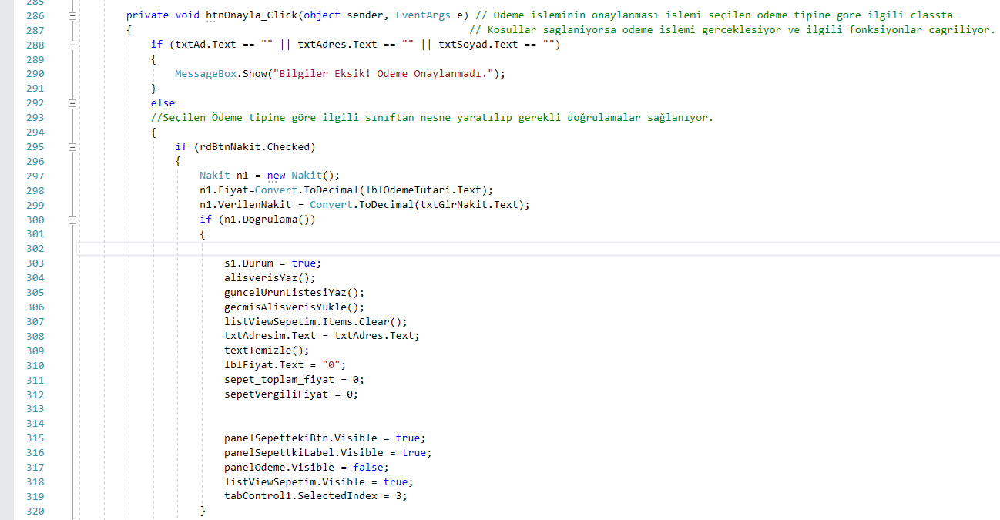 285
286 private void btnOnayla_Click(object sender, EventArgs e) // Odeme isleminin onaylanması islemi seçilen odeme tipine gore ilgili classta
287 { // Kosullar saglaniyorsa odeme islemi gerceklesiyor ve ilgili fonksiyonlar cagriliyor.
288 if (txtAd.Text == "" || txtAdres.Text == "" || txtSoyad.Text == "")
289 {
290 MessageBox.Show("Bilgiler Eksik! Ödeme Onaylanmadı.");
291 }
292 else
293 //Seçilen Ödeme tipine göre ilgili sınıftan nesne yaratılıp gerekli doğrulamalar sağlanıyor.
294 {
295 if (rdBtnNakit.Checked)
296 {
297 Nakit n1 = new Nakit();
298 n1.Fiyat=Convert.ToDecimal(lblOdemeTutari.Text);
299 n1.VerilenNakit = Convert.ToDecimal(txtGirNakit.Text);
300 if (n1.Dogrulama())
301 {
302
303 s1.Durum = true;
304 alisverisYaz();
305 guncelUrunListesiYaz();
306 gecmisAlisverisYukle();
307 listViewSepetim.Items.Clear();
308 txtAdresim.Text = txtAdres.Text;
309 textTemizle();
310 lblFiyat.Text = "0";
311 sepet_toplam_fiyat = 0;
312 sepetVergiliFiyat = 0;
313
314
315 panelSepettekiBtn.Visible = true;
316 panelSepettkiLabel.Visible = true;
317 panelOdeme.Visible = false;
318 listViewSepetim.Visible = true;
319 tabControl1.SelectedIndex = 3;
320 }